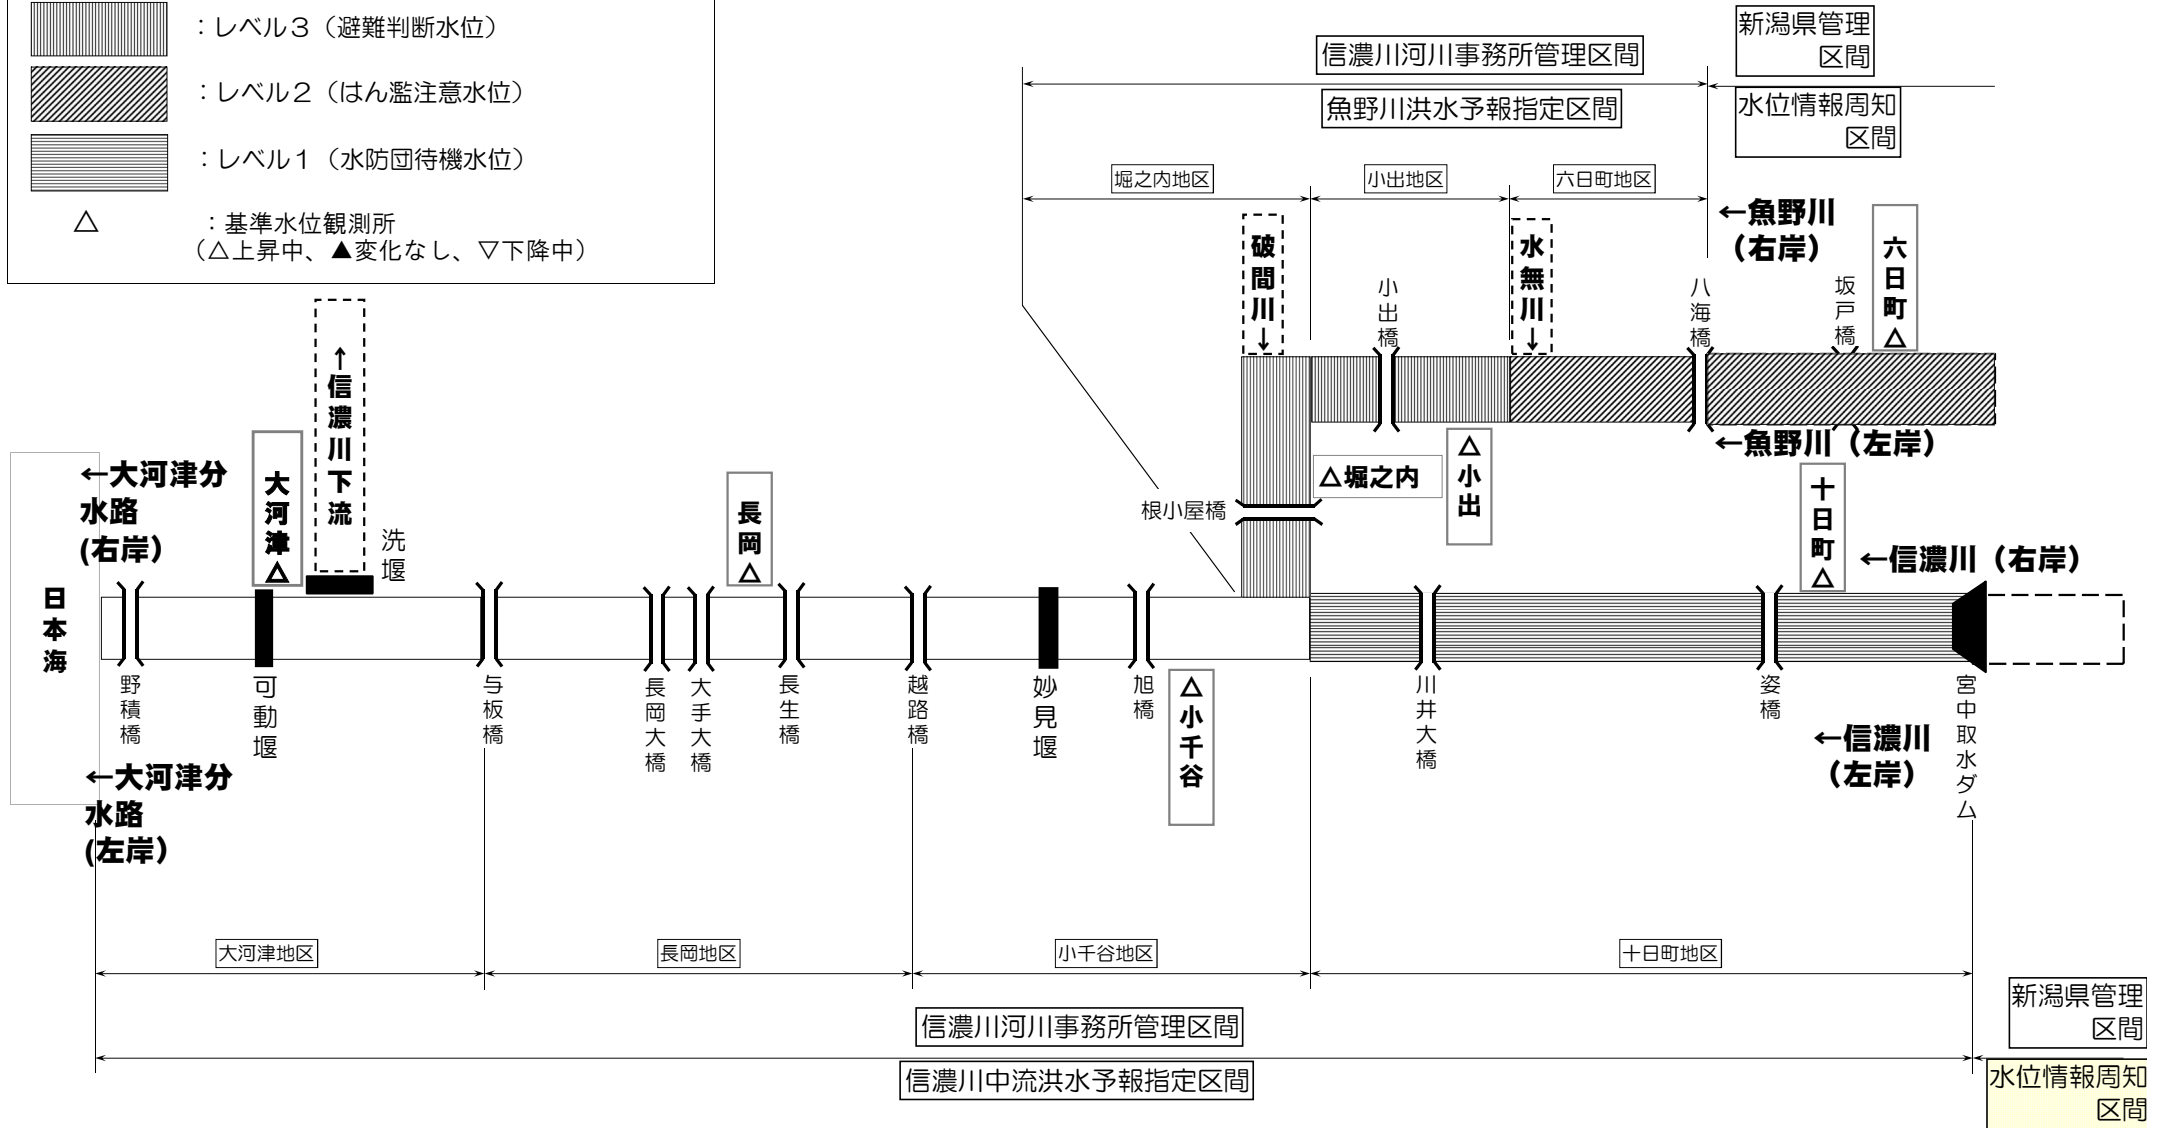 ：レベル３（避難判断水位）
：レベル２（はん濫注意水位）
：レベル１（水防団待機水位）
△
：基準水位観測所
（△上昇中、▲変化なし、▽下降中）
信濃川河川事務所管理区間
魚野川洪水予報指定区間
新潟県管理
区間
水位情報周知
区間
堀之内地区
小出地区
六日町地区
破間川↓
水無川↓
小出橋
八海橋
坂戸橋
←魚野川
（右岸）
六日町△
←魚野川（左岸）
△堀之内
△小出
根小屋橋
十日町△
←信濃川（右岸）
←大河津分
水路
(右岸）
大河津△
↑信濃川下流
洗堰
長岡△
日本海
野積橋
可動堰
与板橋
長岡大橋
大手大橋
長生橋
越路橋
妙見堰
旭橋
△小千谷
川井大橋
姿橋
宮中取水ダム
←信濃川
（左岸）
←大河津分
水路
(左岸）
大河津地区
長岡地区
小千谷地区
十日町地区
信濃川河川事務所管理区間
信濃川中流洪水予報指定区間
新潟県管理
区間
水位情報周知
区間